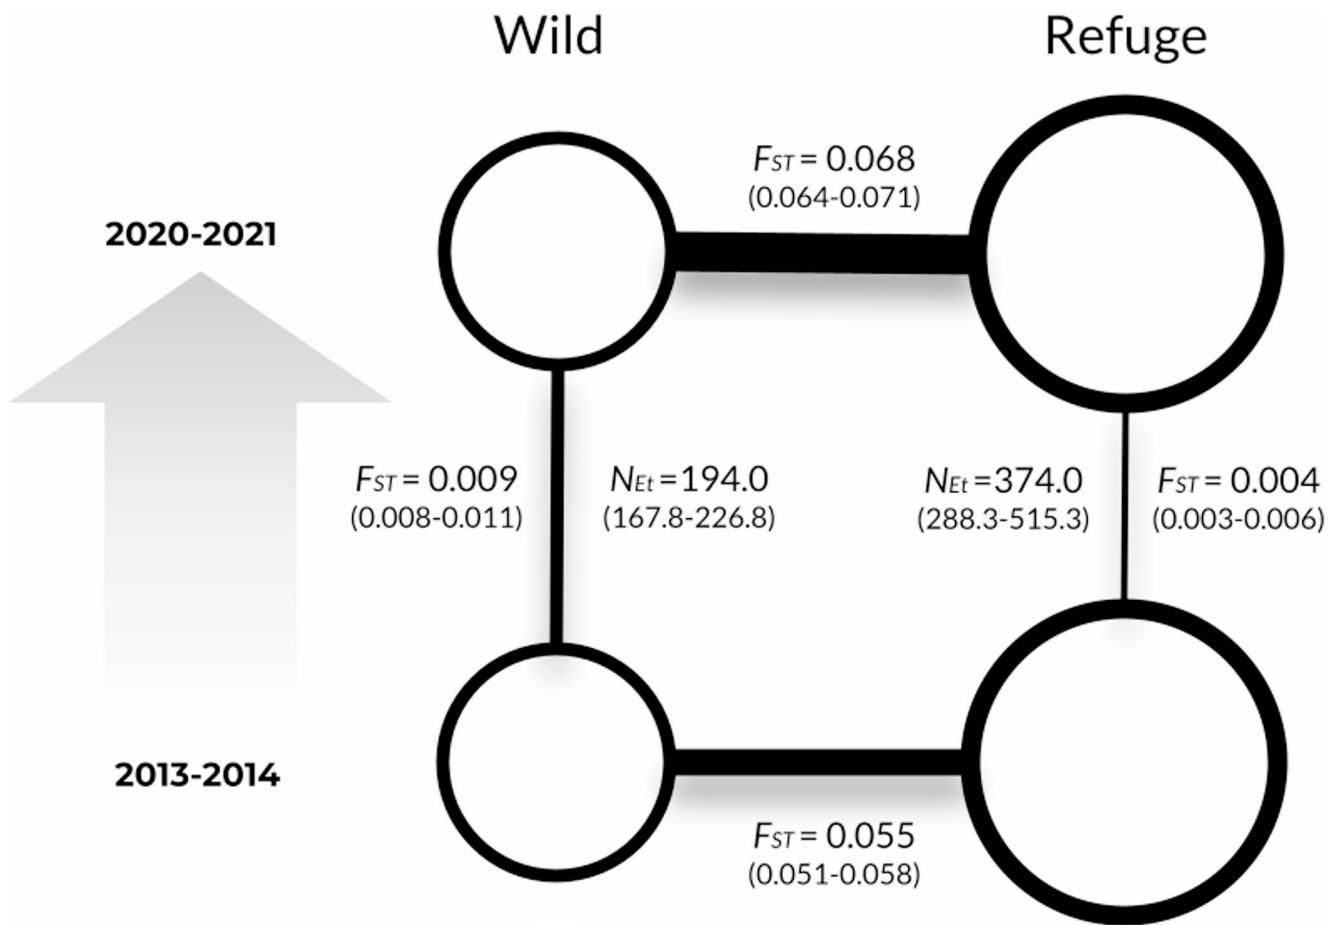 Wild
Refuge
FST = 0.068
(0.064-0.071)
2020-2021
FST = 0.009
(0.008-0.011)
NEt =194.0
(167.8-226.8)
NEt =374.0
(288.3-515.3)
FST = 0.004
(0.003-0.006)
2013-2014
FST = 0.055
(0.051-0.058)